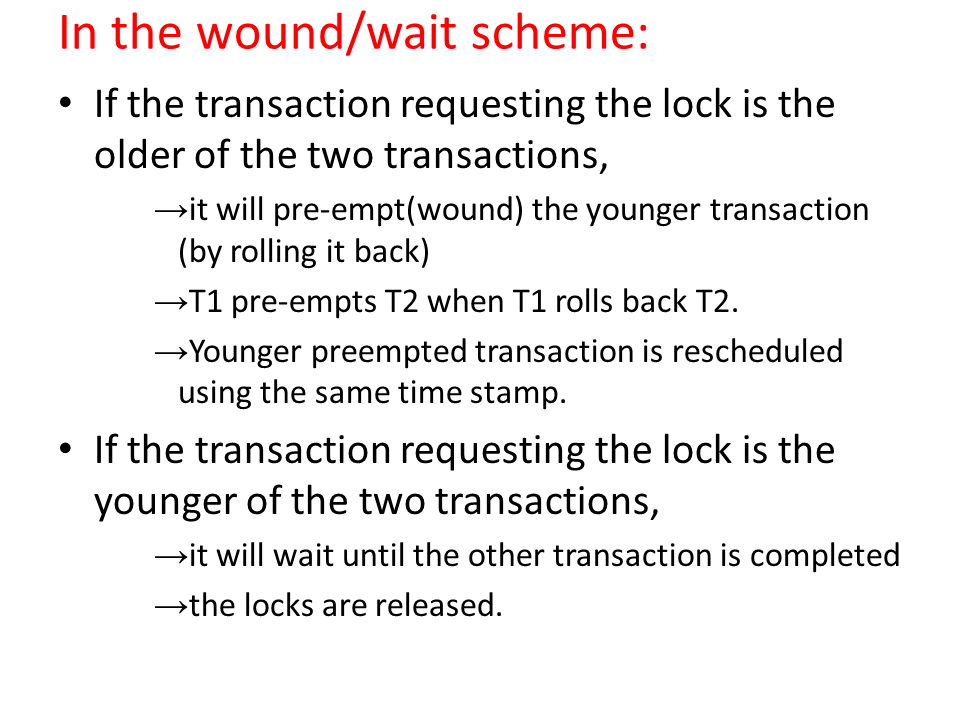 In the wound/wait scheme:
• If the transaction requesting the lock is the
older of the two transactions,
→it will pre-empt(wound) the younger transaction
(by rolling it back)
→T1 pre-empts T2 when T1 rolls back T2.
→Younger preempted transaction is rescheduled
using the same time stamp.
• If the transaction requesting the lock is the
younger of the two transactions,
→it will wait until the other transaction is completed
→the locks are released.